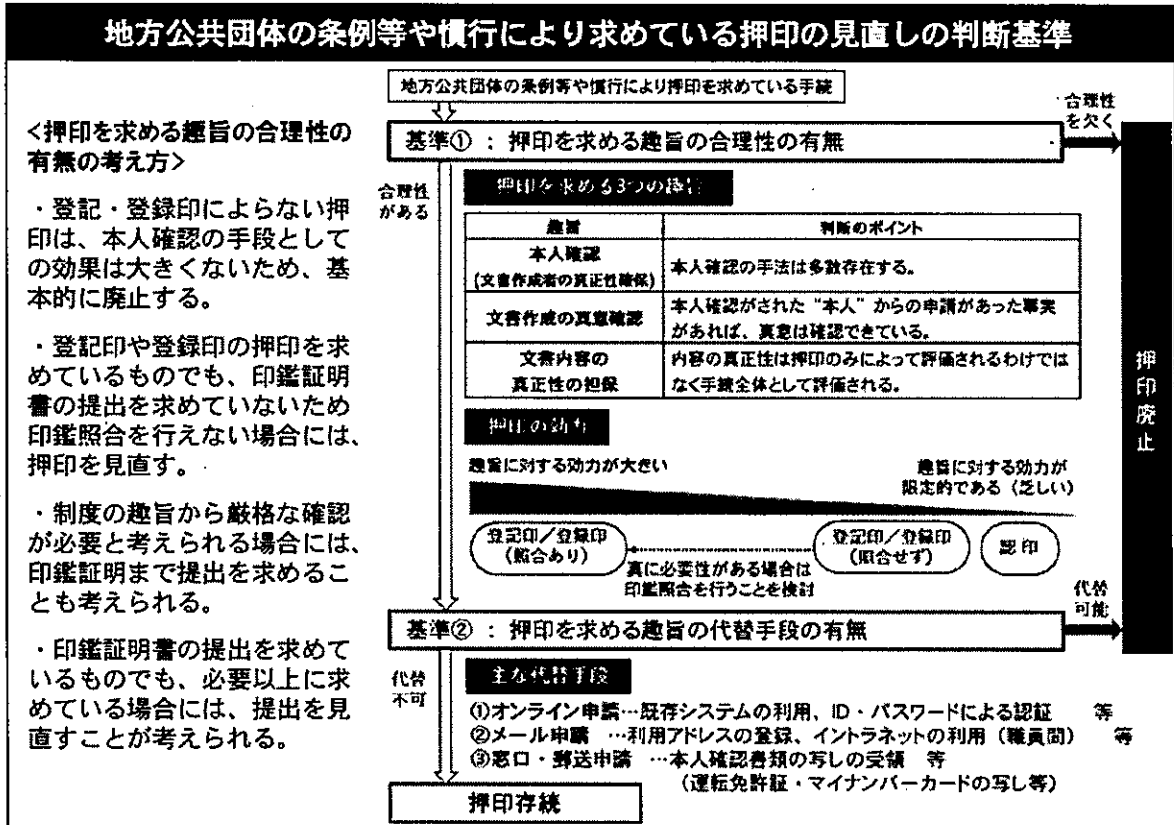 地方公共団体の条例等や慣行により求めている押印の見直しの判断基準
<押印を求める趣旨の合理性の
有無の考え方>
・登記・登録印によらない押
印は、本人確認の手段として
の効果は大きくないため、基
本的に廃止する。
・登記印や登録印の押印を求
めているものでも、印鑑証明
書の提出を求めていないため
印鑑照合を行えない場合には、
押印を見直す。
・制度の趣旨から厳格な確認
が必要と考えられる場合には、
印鑑証明まで提出を求めるこ
とも考えられる。
・印鑑証明書の提出を求めて
いるものでも、必要以上に求
めている場合には、提出を見
直すことが考えられる。
地方公共団体の条例等や慣行により押印を求めている手続
基準① : 押印を求める趣旨の合理性の有無
合理性
を欠く
合理性
がある
押印を求める3つの趣旨
趣旨
判断のポイント
本人確認
(文書作成者の真正性確保)
本人確認の手法は多数存在する。
文書作成の真意確認
本人確認がされた“本人”からの申請があった事実
があれば、真意は確認できている。
文書内容の
真正性の担保
内容の真正性は押印のみによって評価されるわけでは
なく手続全体として評価される。
押印の効力
趣旨に対する効力が大きい
趣旨に対する効力が
限定的である(乏しい)
登記印/登録印
(照合あり)
登記印/登録印
(照合せず)
認印
真に必要性がある場合は
印鑑照合を行うことを検討
基準② : 押印を求める趣旨の代替手段の有無
代替
可能
押印廃止
代替
不可
主な代替手段
①オンライン申請…既存システムの利用、ID・パスワードによる認証 等
②メール申請 …利用アドレスの登録、イントラネットの利用(職員間) 等
③窓口・郵送申請 …本人確認書類の写しの受領 等
(運転免許証・マイナンバーカードの写し等)
押印存続